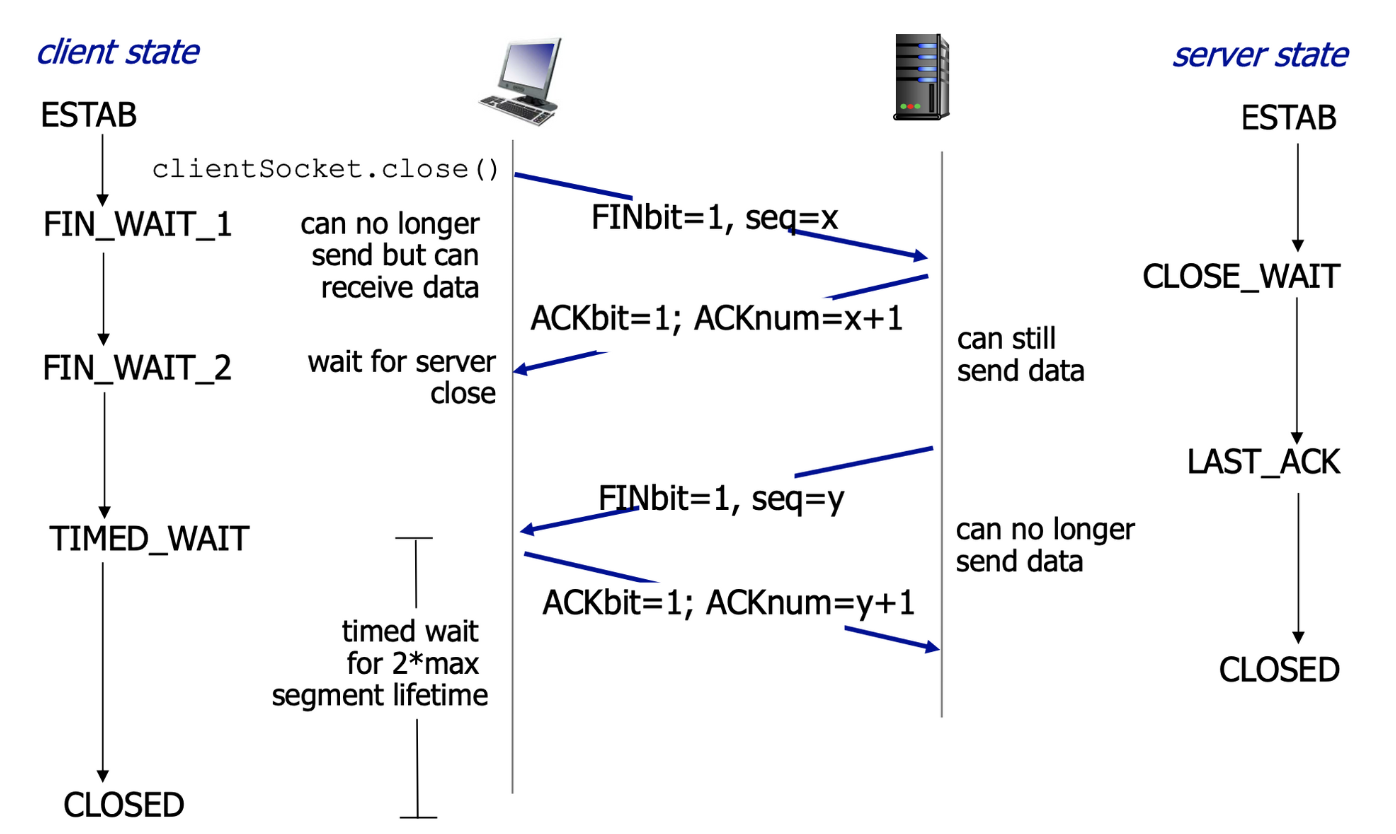 client state
server state
ESTAB
ESTAB
clientSocket.close()
FIN_WAIT_1
can no longer
send but can
receive data
FINbit=1, seq=x
CLOSE_WAIT
ACKbit=1; ACKnum=x+1
can still
send data
FIN_WAIT_2
wait for server
close
LAST_ACK
FINbit=1, seq=y
can no longer
send data
TIMED_WAIT
ACKbit=1; ACKnum=y+1
timed wait
for 2*max
segment lifetime
CLOSED
CLOSED